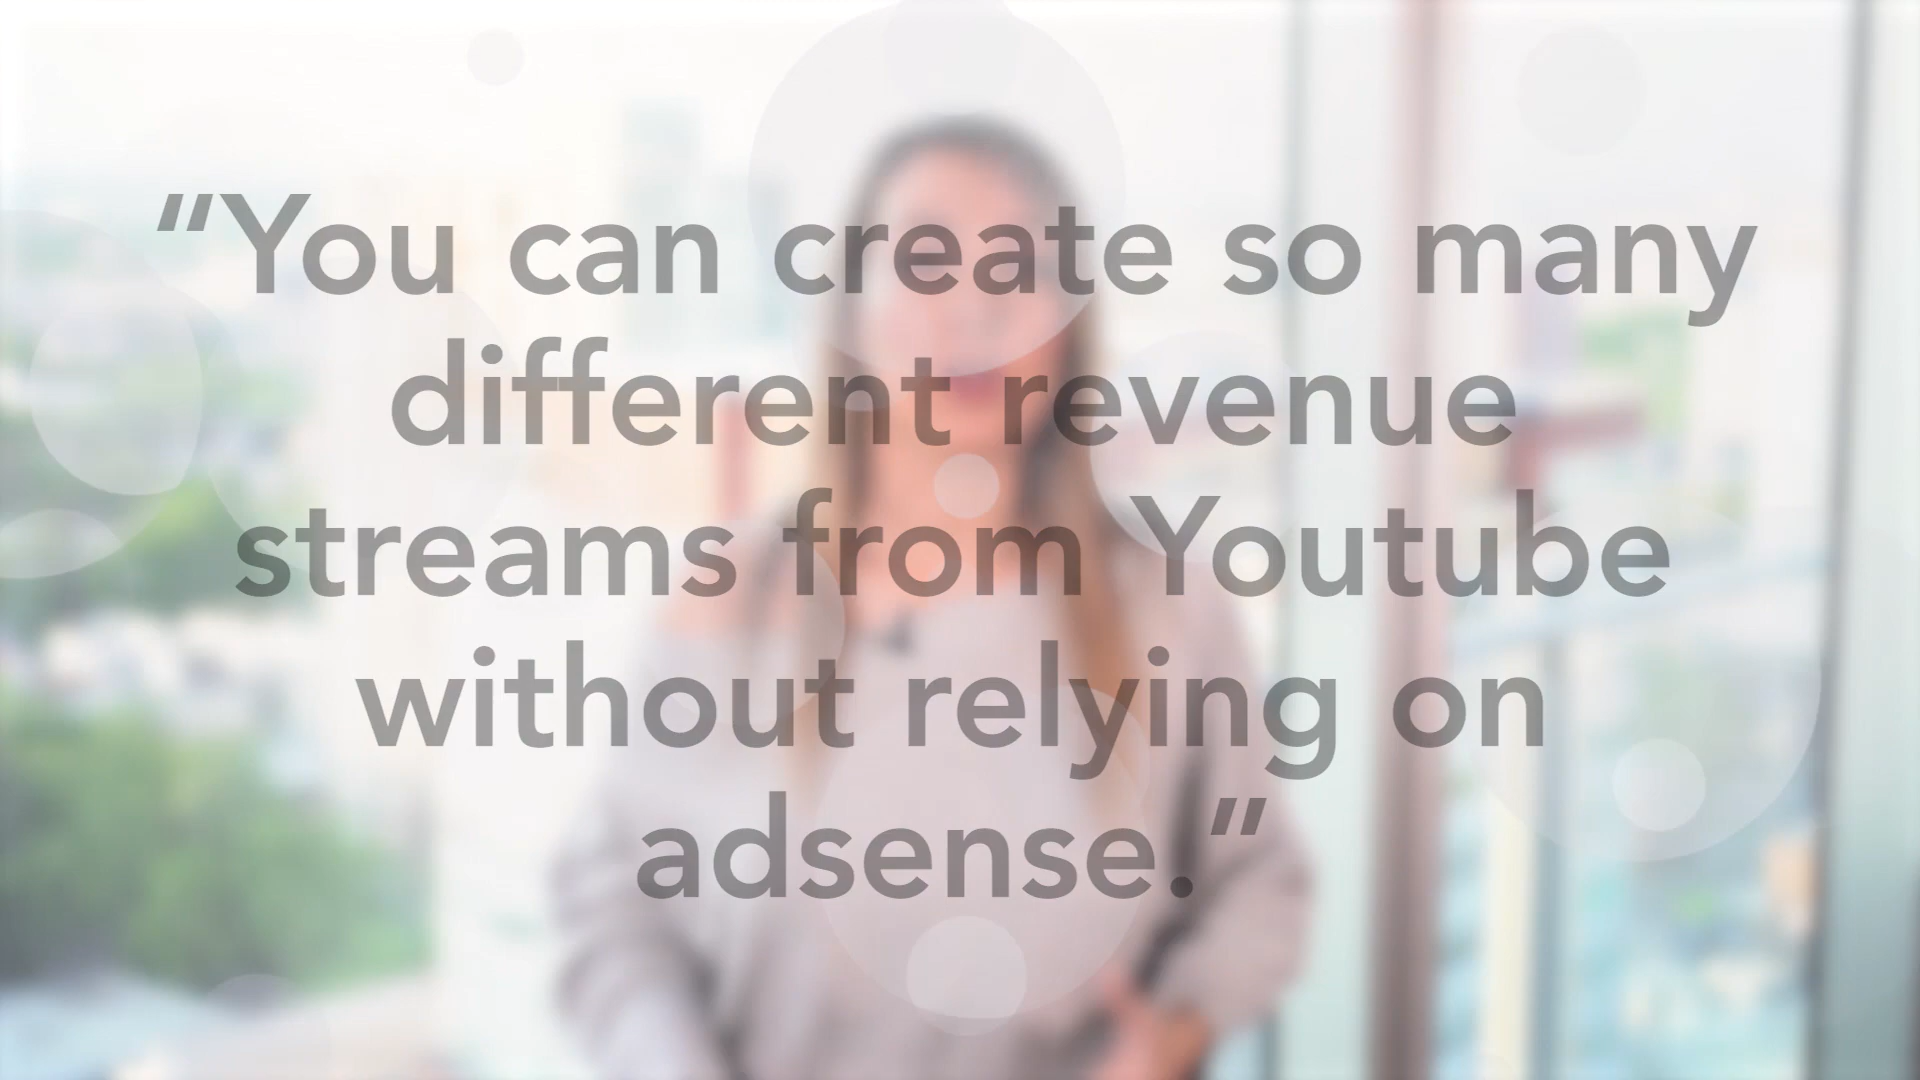 “You can create so many
different revenue
streams from Youtube
without relying on
adsense.”